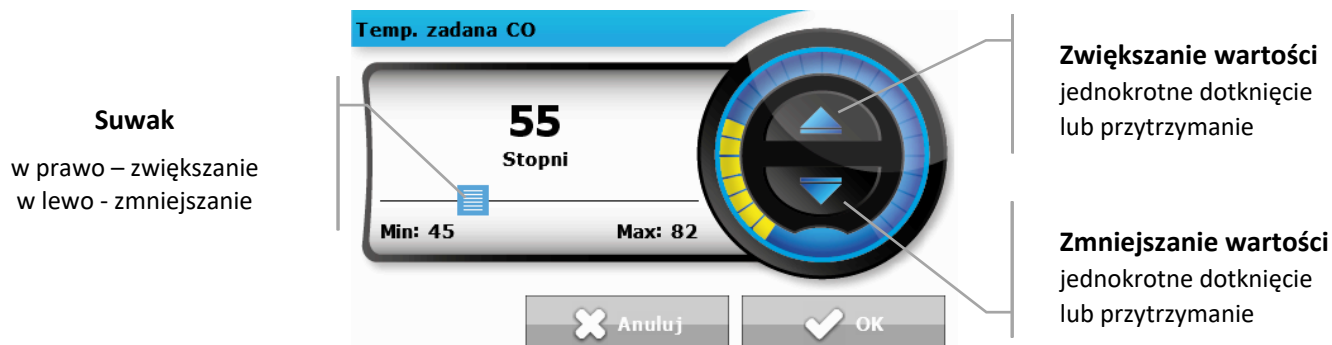 Temp. zadana CO
Suwak
w prawo – zwiększanie
w lewo - zmniejszanie
55
Stopni
Min: 45
Max: 82
Zwiększanie wartości
jednokrotne dotknięcie
lub przytrzymanie
Zmniejszanie wartości
jednokrotne dotknięcie
lub przytrzymanie
Anuluj
OK